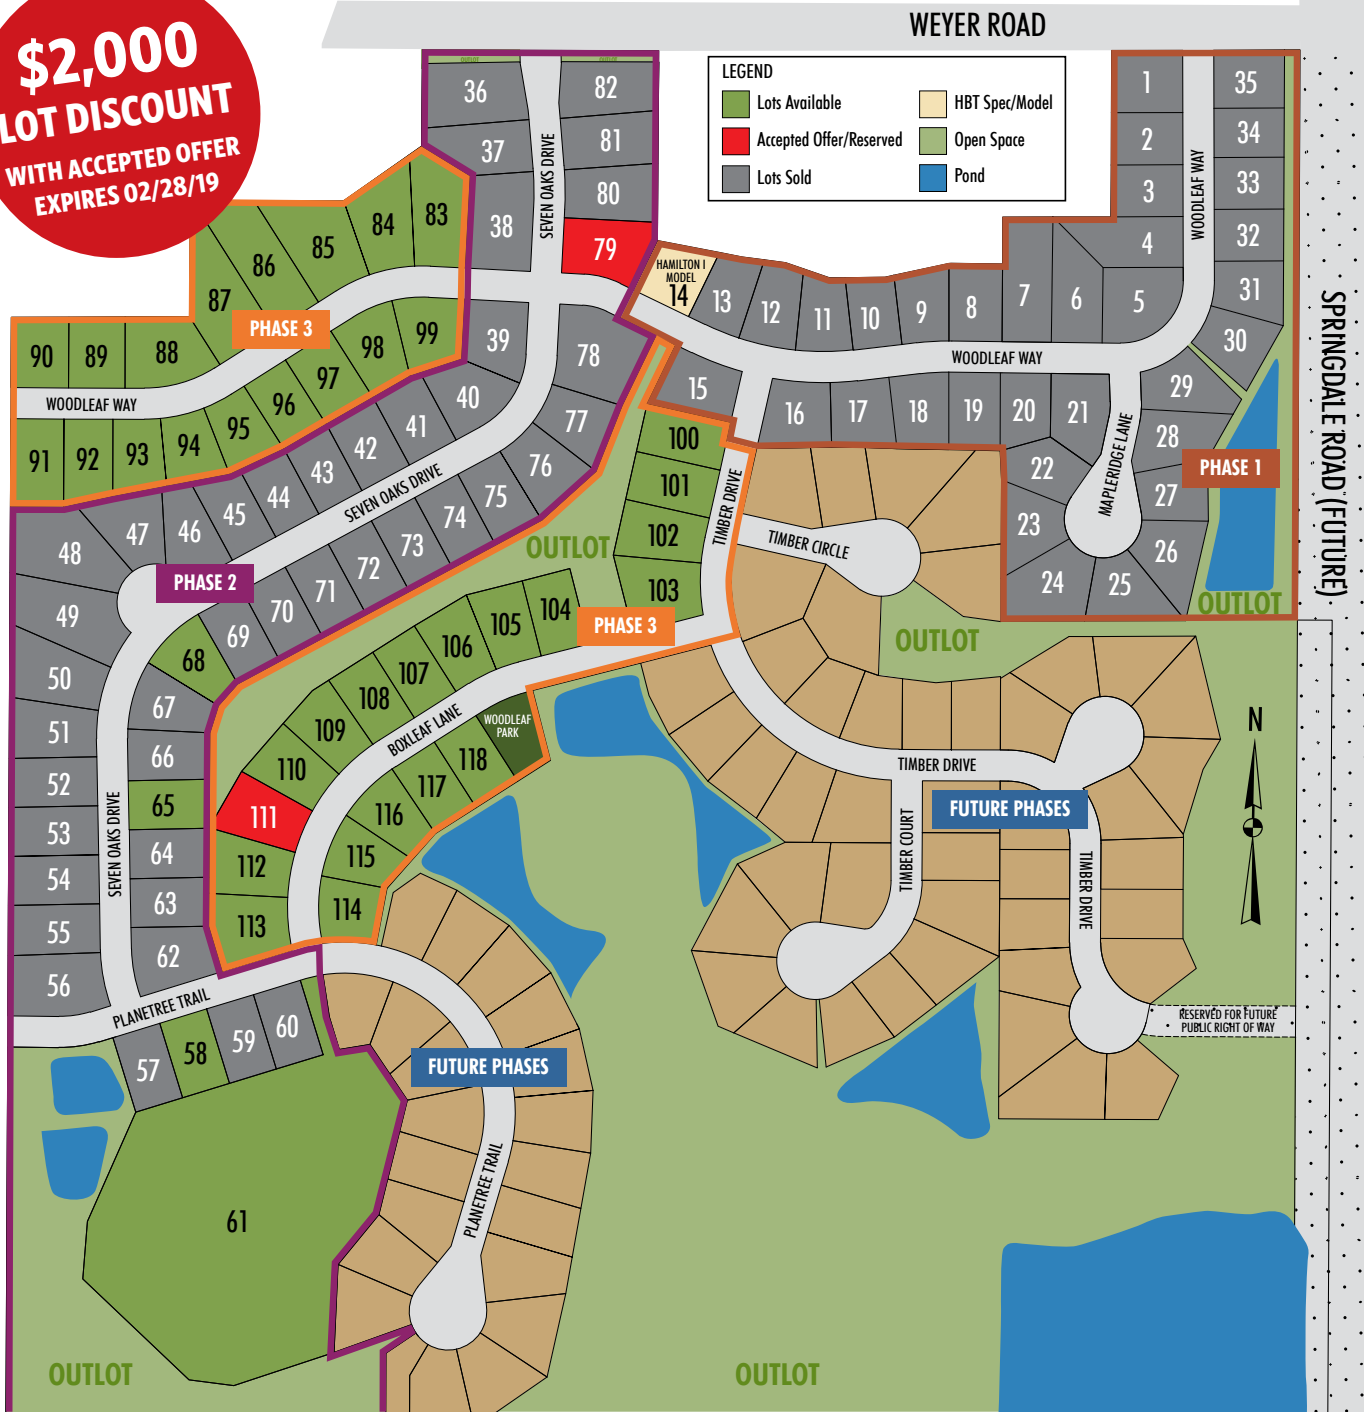 WEYER ROAD
$2,000
LOT DISCOUNT
WITH ACCEPTED OFFER
EXPIRES 02/28/19
LEGEND
Lots Available
HBT Spec/Model
Accepted Offer/Reserved
Open Space
Lots Sold
Pond
OUTLOT
OUTLOT
36
82
37
81
80
38
79
SEVEN OAKS DRIVE
1
35
2
34
3
33
4
32
5
31
30
WOODLEAF WAY
83
84
85
86
87
88
89
90
PHASE 3
99
98
97
96
95
94
93
92
91
WOODLEAF WAY
HAMILTON I
MODEL
14
13
12
11
10
9
8
7
6
WOODLEAF WAY
15
16
17
18
19
20
21
22
23
24
25
26
27
28
29
MAPLERIDGE LANE
PHASE 1
OUTLOT
SPRINGDALE ROAD (FUTURE)
39
78
40
77
41
76
42
75
43
74
44
73
45
72
46
71
47
70
48
69
49
68
SEVEN OAKS DRIVE
PHASE 2
100
101
102
103
TIMBER DRIVE
TIMBER CIRCLE
OUTLOT
OUTLOT
PHASE 3
104
105
106
107
108
109
110
111
112
113
BOXLEAF LANE
WOODLEAF
PARK
118
117
116
115
114
50
67
51
66
52
65
53
64
54
63
55
62
56
SEVEN OAKS DRIVE
PLANETREE TRAIL
57
58
59
60
61
TIMBER DRIVE
FUTURE PHASES
TIMBER COURT
TIMBER DRIVE
N
RESERVED FOR FUTURE
PUBLIC RIGHT OF WAY
FUTURE PHASES
PLANETREE TRAIL
OUTLOT
OUTLOT